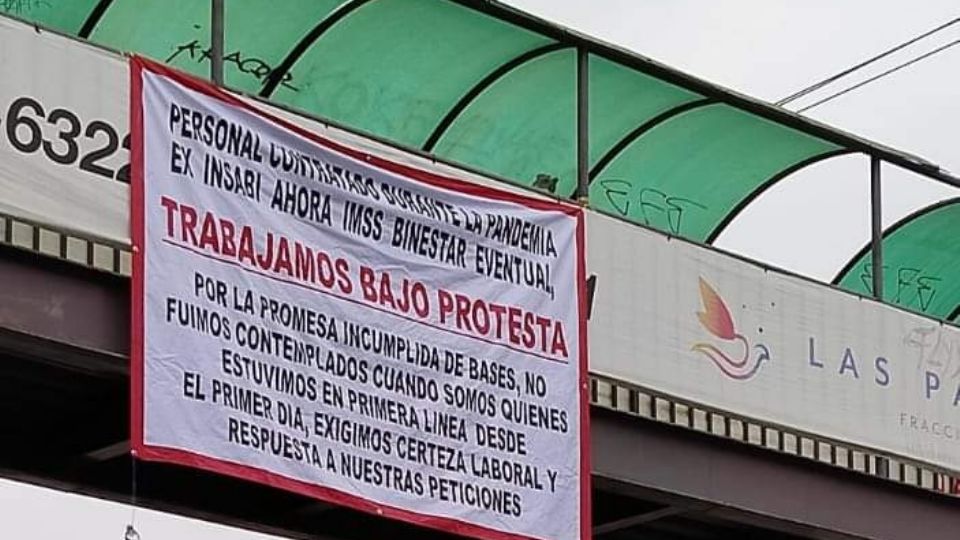 -6322
PERSONAL CONTRATADO DURANTE LA PANDEMIA
EX INSABI AHORA IMSS BINESTAR EVENTUAL,
TRABAJAMOS BAJO PROTESTA
POR LA PROMESA INCUMPLIDA DE BASES, NO
FUIMOS CONTEMPLADOS CUANDO SOMOS QUIENES
ESTUVIMOS EN PRIMERA LINEA DESDE
EL PRIMER DIA, EXIGIMOS CERTEZA LABORAL Y
RESPUESTA A NUESTRAS PETICIONES
LAS PA
FRACCI